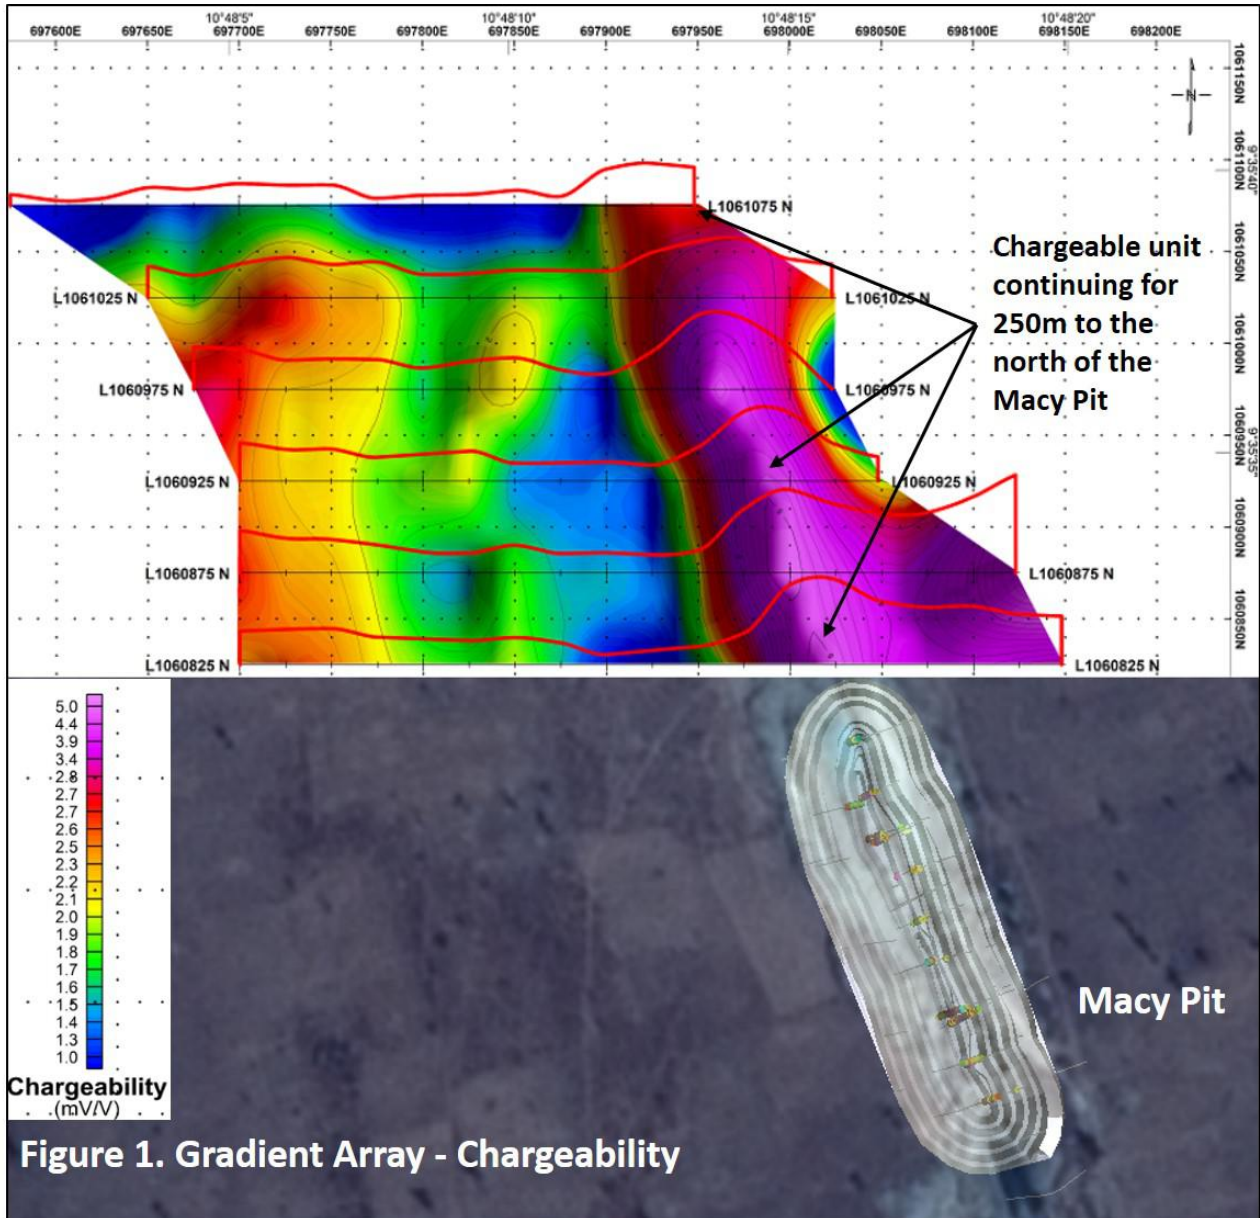 10°48'5" 10°48'10" 10°48'15" 10°48'20"
697600E 697650E 697700E 697750E 697800E 697850E 697900E 697950E 698000E 698050E 698100E 698150E 698200E
1061150N
N
9°35'40"
1061100N
L1061075 N
1061050N
Chargeable unit
continuing for
250m to the
north of the
Macy Pit
L1061025 N L1061025 N
1061000N
L1060975 N L1060975 N
1060950N
9°35'35"
L1060925 N L1060925 N
1060900N
L1060875 N L1060875 N
1060850N
L1060825 N L1060825 N
5.0
4.4
3.9
3.4
2.8
2.7
2.7
2.6
2.5
2.3
2.2
2.1
2.0
1.9
1.8
1.7
1.6
1.5
1.4
1.3
1.0
Chargeability
(mV/V)
Macy Pit
Figure 1. Gradient Array - Chargeability